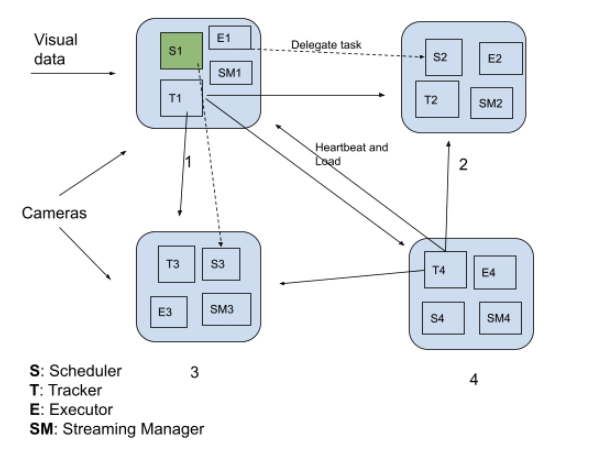 Visual
data
S1
E1
SM1
T1
Delegate task
S2
E2
T2
SM2
Heartbeat and
Load
1
2
Cameras
T3
S3
E3
SM3
T4
E4
S4
SM4
3
4
S: Scheduler
T: Tracker
E: Executor
SM: Streaming Manager